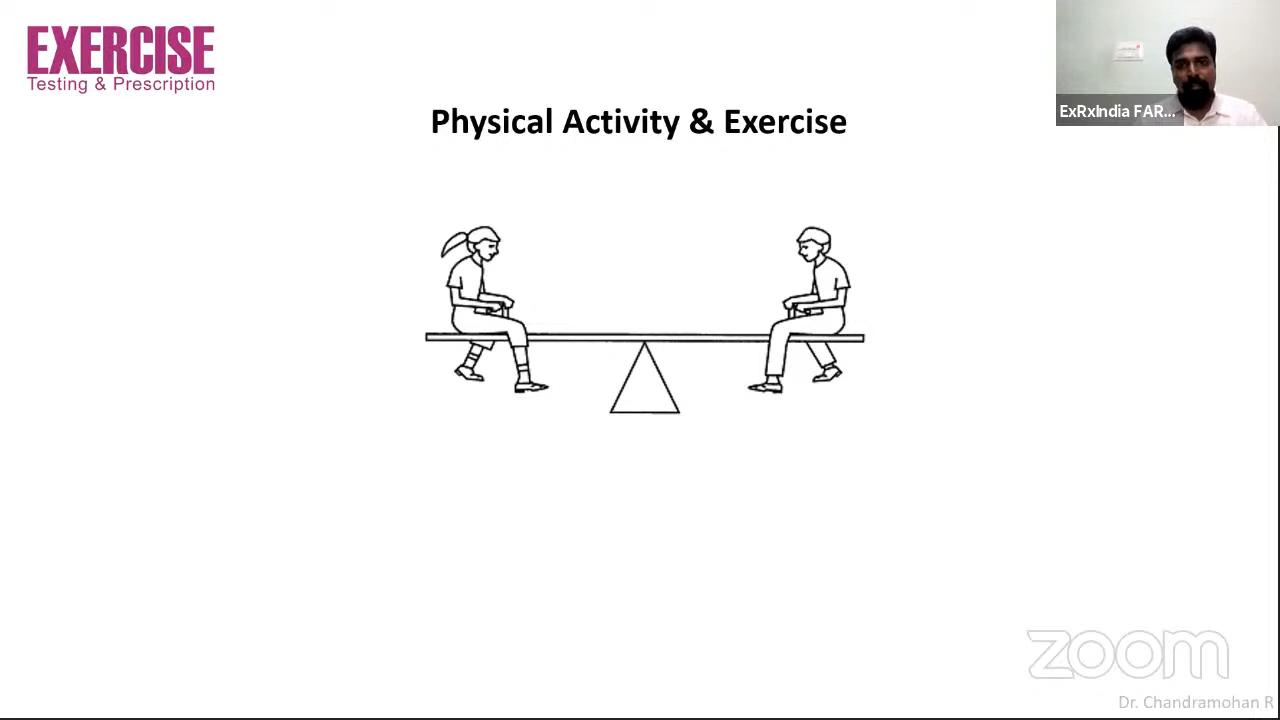 EXERCISE
Testing & Prescription
ExRxIndia FAR...
Physical Activity & Exercise
zoom
Dr. Chandramohan R